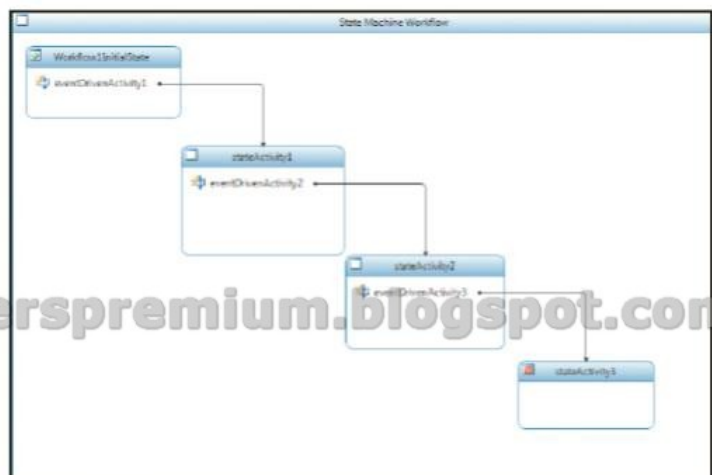 State Machine Workflow
Workflow1InitialState
eventDrivenActivity1
stateActivity1
eventDrivenActivity2
stateActivity2
erspremium.blogspot.com
eventDrivenActivity3
stateActivity3